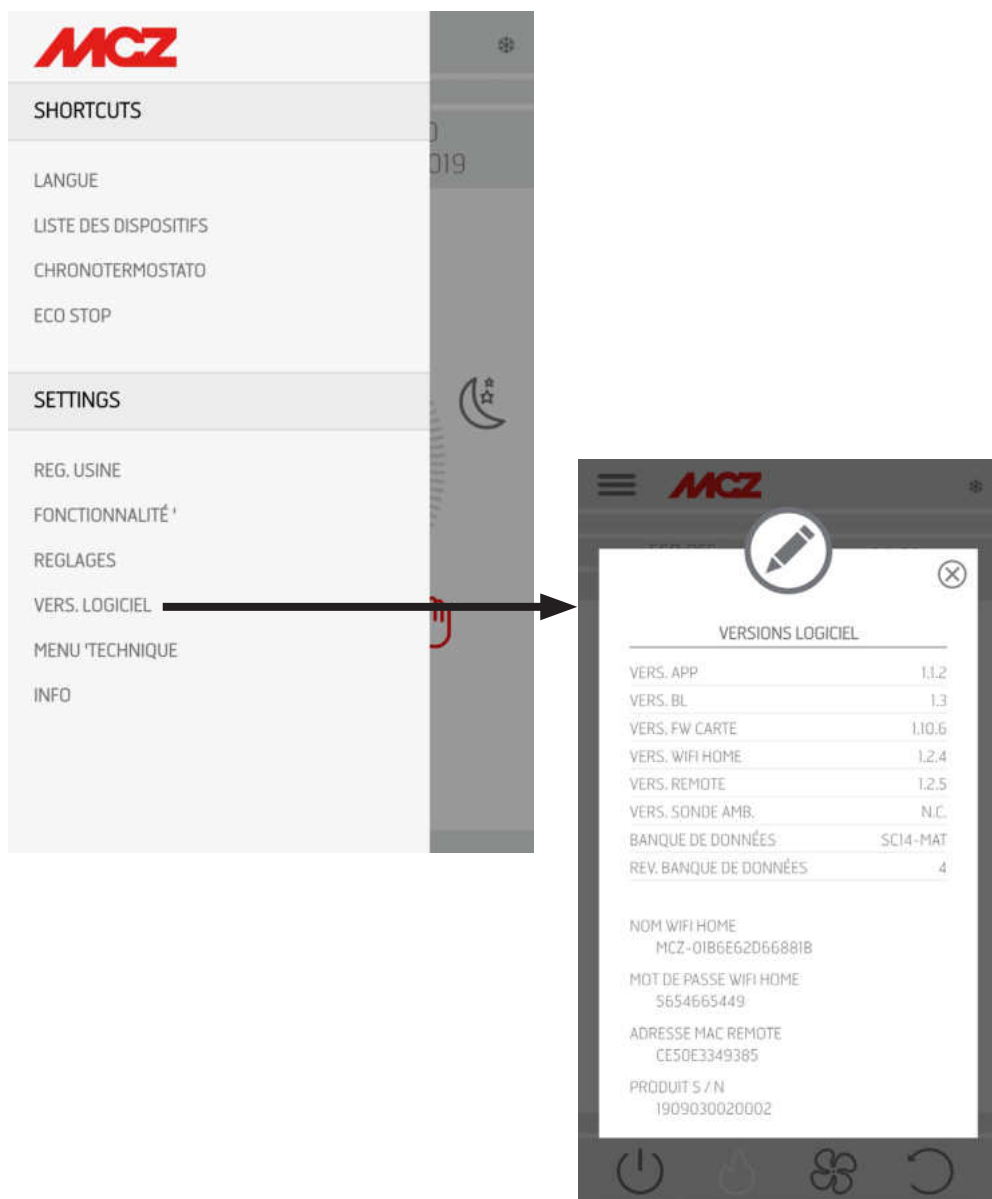 MCZ
SHORTCUTS
LANGUE
LISTE DES DISPOSITIFS
CHRONOTERMOSTATO
ECO STOP
019
SETTINGS
REG. USINE
FONCTIONNALITÉ '
REGLAGES
VERS. LOGICIEL
MENU 'TECHNIQUE
INFO
MCZ
VERSIONS LOGICIEL
VERS. APP 1.1.2
VERS. BL 1.3
VERS. FW CARTE 1.10.6
VERS. WIFI HOME 1.2.4
VERS. REMOTE 1.2.5
VERS. SONDE AMB. N.C.
BANQUE DE DONNÉES SC14-MAT
REV. BANQUE DE DONNÉES 4
NOM WIFI HOME
MCZ-01B6E62D66881B
MOT DE PASSE WIFI HOME
5654665449
ADRESSE MAC REMOTE
CE50E3349385
PRODUIT S / N
1909030020002